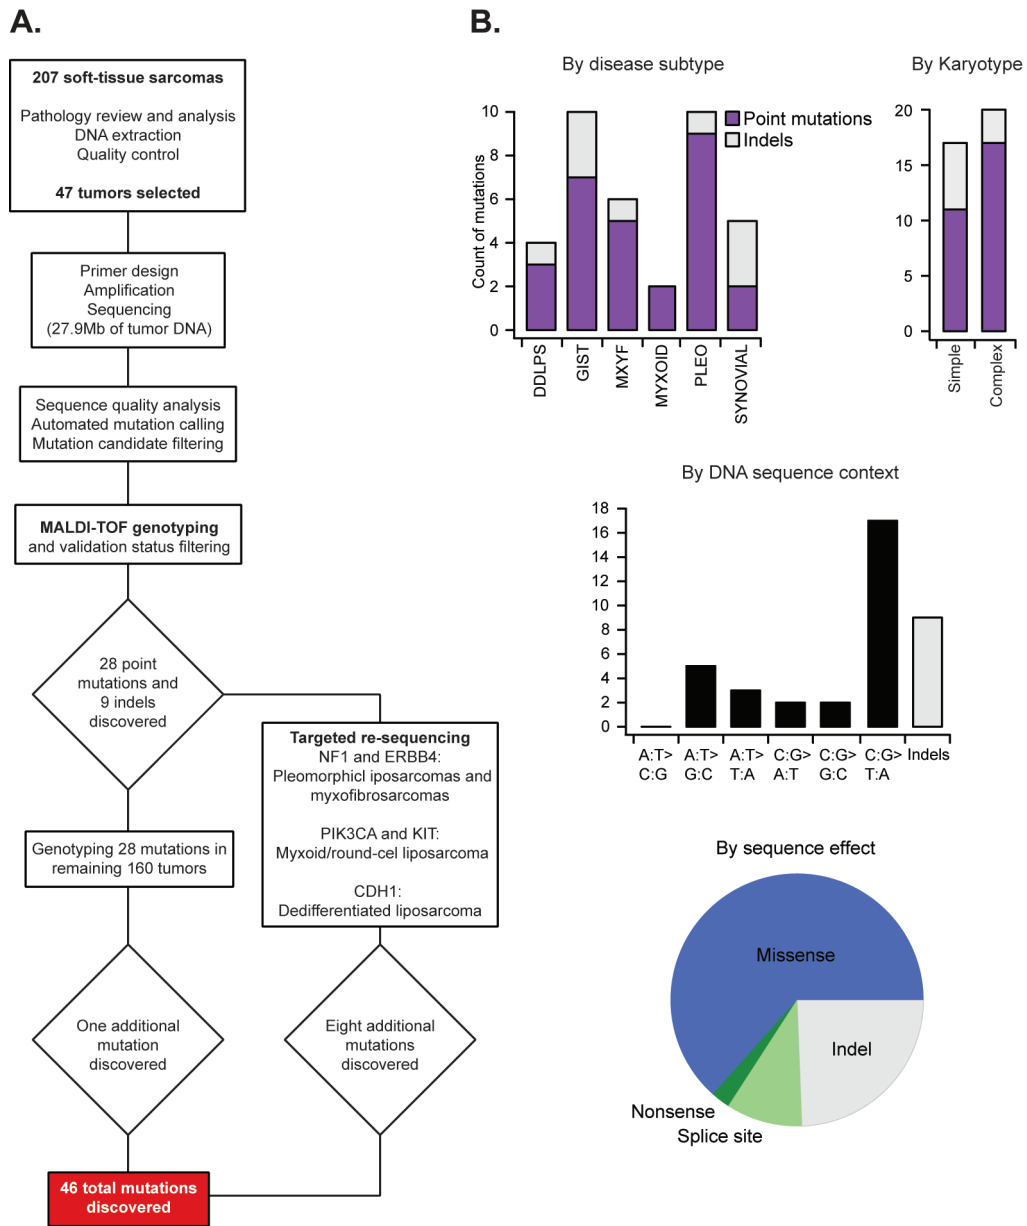 A.
207 soft-tissue sarcomas
Pathology review and analysis
DNA extraction
Quality control
47 tumors selected
Primer design
Amplification
Sequencing
(27.9Mb of tumor DNA)
Sequence quality analysis
Automated mutation calling
Mutation candidate filtering
MALDI-TOF genotyping
and validation status filtering
28 point
mutations and
9 indels
discovered
Targeted re-sequencing
NF1 and ERBB4:
Pleomorphicl iposarcomas and
myxofibrosarcomas
PIK3CA and KIT:
Myxoid/round-cel liposarcoma
CDH1:
Dedifferentiated liposarcoma
Genotyping 28 mutations in
remaining 160 tumors
One additional
mutation
discovered
Eight additional
mutations
discovered
46 total mutations
discovered
B.
By disease subtype
Count of mutations
10
8
6
4
2
0
DDLPS
GIST
MXYF
MYXOID
PLEO
SYNOVIAL
Point mutations
Indels
By Karyotype
20
15
10
5
0
Simple
Complex
By DNA sequence context
18
16
14
12
10
8
6
4
2
0
A:T> A:T> A:T> C:G> C:G> C:G> Indels
C:G G:C T:A A:T G:C T:A
By sequence effect
Missense
Indel
Nonsense
Splice site